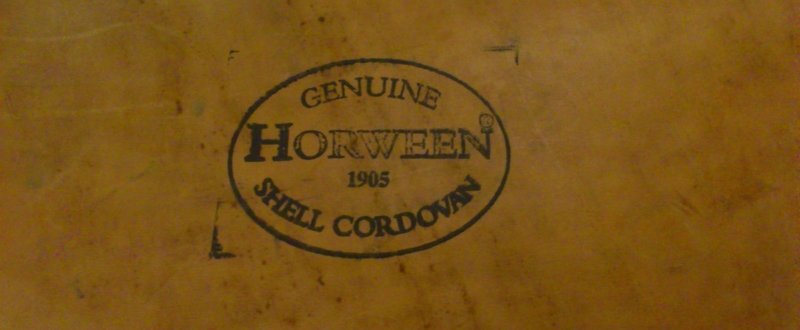 GENUINE
HORWEEN®
1905
SHELL CORDOVAN